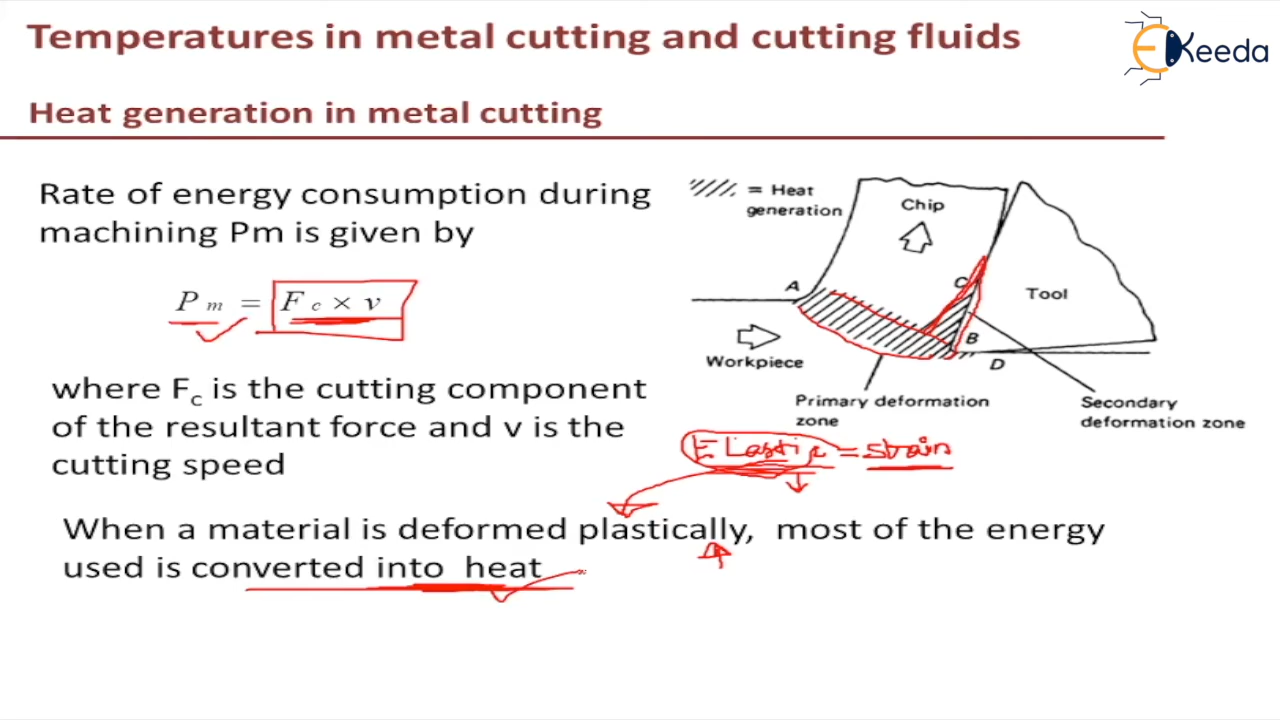 Temperatures in metal cutting and cutting fluids
EKeeda
Heat generation in metal cutting
Rate of energy consumption during
machining Pm is given by
P m = F c × v
where Fc is the cutting component
of the resultant force and v is the
cutting speed
= Heat
generation
Chip
A
C
Tool
B
Workpiece
D
Primary deformation
zone
Secondary
deformation zone
ELastic = strain
When a material is deformed plastically, most of the energy
used is converted into heat